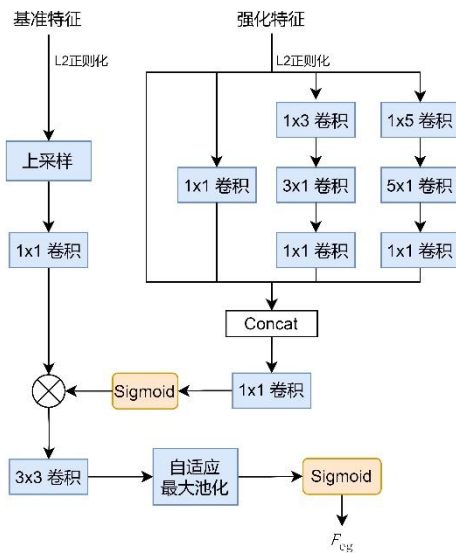 基准特征
强化特征
L2正则化
L2正则化
1x3 卷积
1x5 卷积
上采样
1x1 卷积
3x1 卷积
5x1 卷积
1x1 卷积
1x1 卷积
1x1 卷积
Concat
Sigmoid
1x1 卷积
3x3 卷积
自适应
最大池化
Sigmoid
Feg